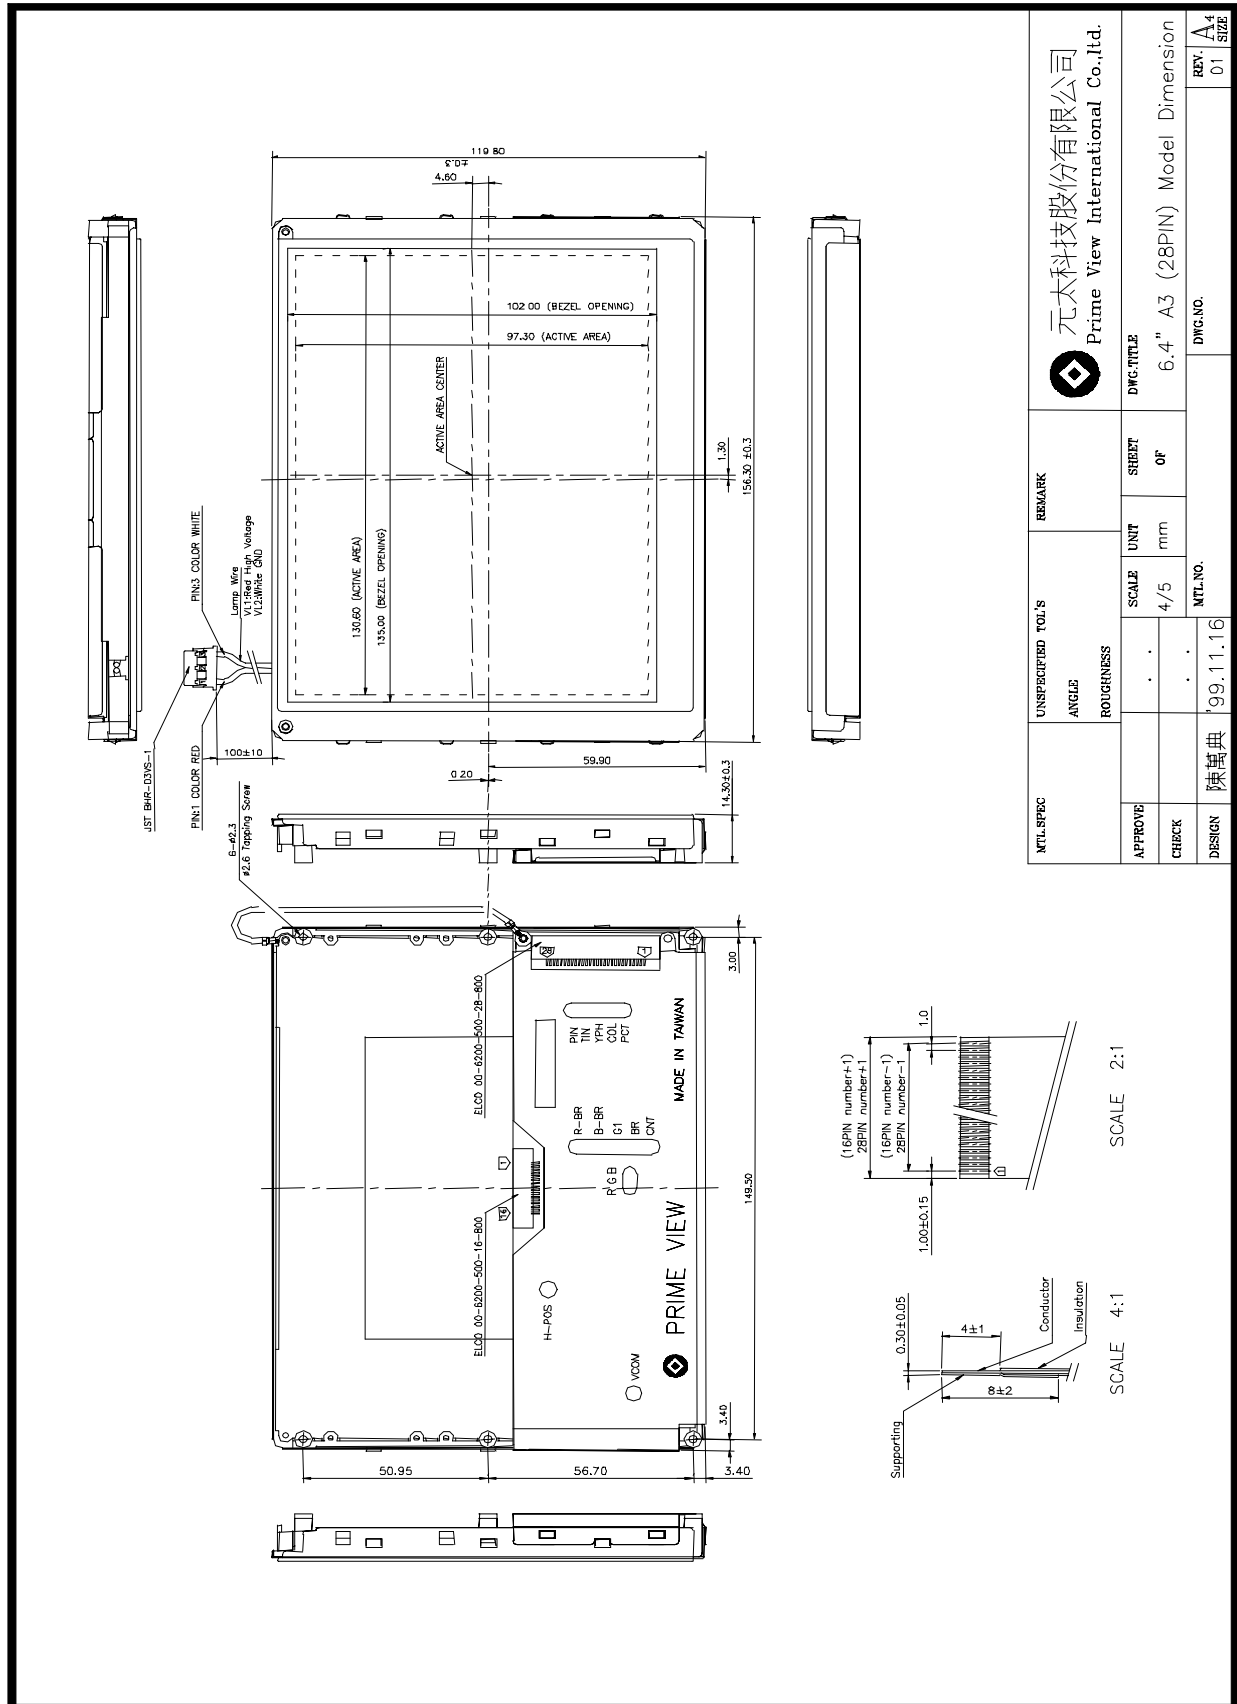 119.80
±0.3
4.60
102.00 (BEZEL OPENING)
97.30 (ACTIVE AREA)
ACTIVE AREA CENTER
1.30
156.30 ±0.3
130.60 (ACTIVE AREA)
135.00 (BEZEL OPENING)
PIN:3 COLOR WHITE
Lamp Wire
VL1:Red High Voltage
VL2:White GND
JST BHR-03VS-1
PIN:1 COLOR RED
100±10
0.20
59.90
14.30±0.3
6-ø2.3
ø2.6 Tapping Screw
28
1
3.00
ELCO 00-6200-500-28-800
PIN
TIN
YPH
COL
PCT
MADE IN TAIWAN
R-BR
B-BR
G1
BR
CNT
1
16
R G B
149.50
ELCO 00-6200-500-16-800
H-POS
PRIME VIEW
VCOM
3.40
50.95
56.70
3.40
1.0
(16PIN number+1)
28PIN number+1
(16PIN number-1)
28PIN number-1
1
1.00±0.15
SCALE 2:1
0.30±0.05
4±1
8±2
Conductor
Insulation
Supporting
SCALE 4:1
元太科技股份有限公司
Prime View International Co.,ltd.
MTL.SPEC
UNSPECIFIED TOL'S
ANGLE
ROUGHNESS
REMARK
APPROVE
CHECK
DESIGN
陳萬典
'99.11.16
SCALE
4/5
UNIT
mm
SHEET
OF
DWG.TITLE
6.4" A3 (28PIN) Model Dimension
MTL.NO.
DWG.NO.
REV.
01
A4
SIZE